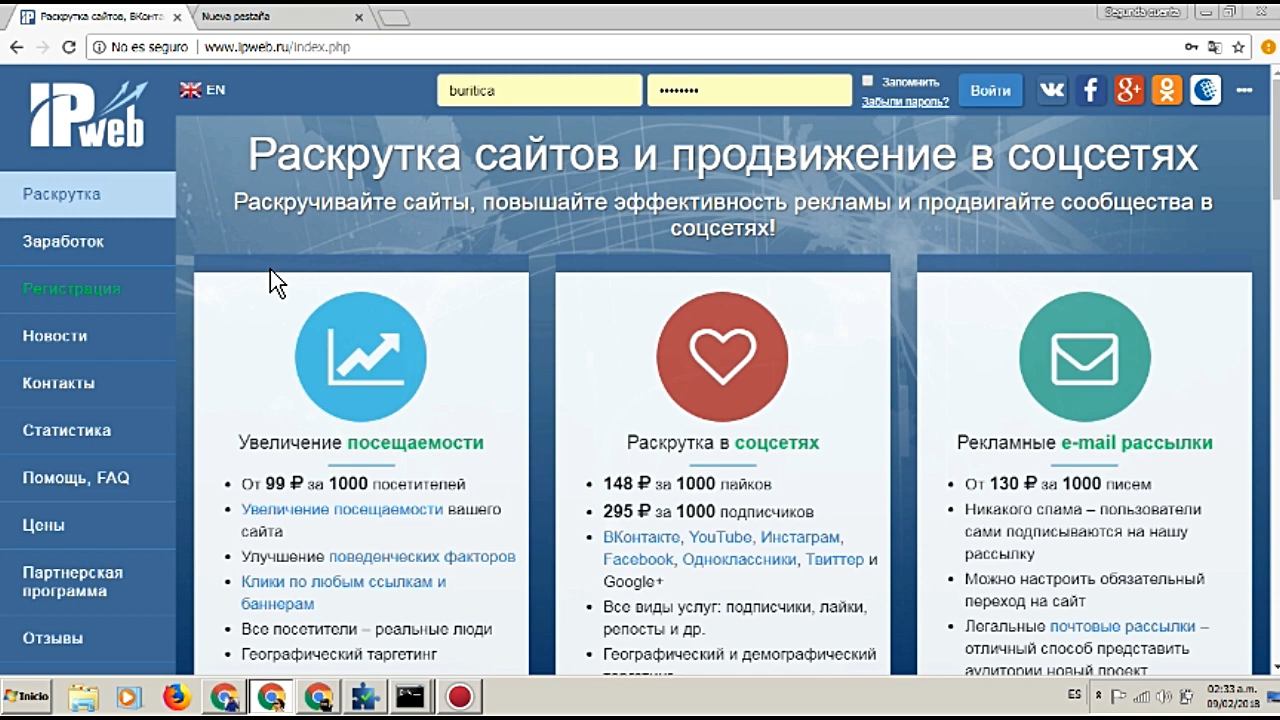 Раскрутка сайтов, ВКонта
Nueva pestaña
Segunda cuenta
No es seguro | www.ipweb.ru/index.php
IPweb
EN
buritica
••••••••
Запомнить
Забыли пароль?
Войти
Раскрутка
Заработок
Регистрация
Новости
Контакты
Статистика
Помощь, FAQ
Цены
Партнерская
программа
Отзывы
Раскрутка сайтов и продвижение в соцсетях
Раскручивайте сайты, повышайте эффективность рекламы и продвигайте сообщества в
соцсетях!
Увеличение посещаемости
• От 99 ₽ за 1000 посетителей
• Увеличение посещаемости вашего
сайта
• Улучшение поведенческих факторов
• Клики по любым ссылкам и
баннерам
• Все посетители – реальные люди
• Географический таргетинг
Раскрутка в соцсетях
• 148 ₽ за 1000 лайков
• 295 ₽ за 1000 подписчиков
• ВКонтакте, YouTube, Инстаграм,
Facebook, Одноклассники, Твиттер и
Google+
• Все виды услуг: подписчики, лайки,
репосты и др.
• Географический и демографический
Рекламные e-mail рассылки
• От 130 ₽ за 1000 писем
• Никакого спама – пользователи
сами подписываются на нашу
рассылку
• Можно настроить обязательный
переход на сайт
• Легальные почтовые рассылки –
отличный способ представить
аудитории новый проект
Inicio
ES
02:33 a.m.
09/02/2018